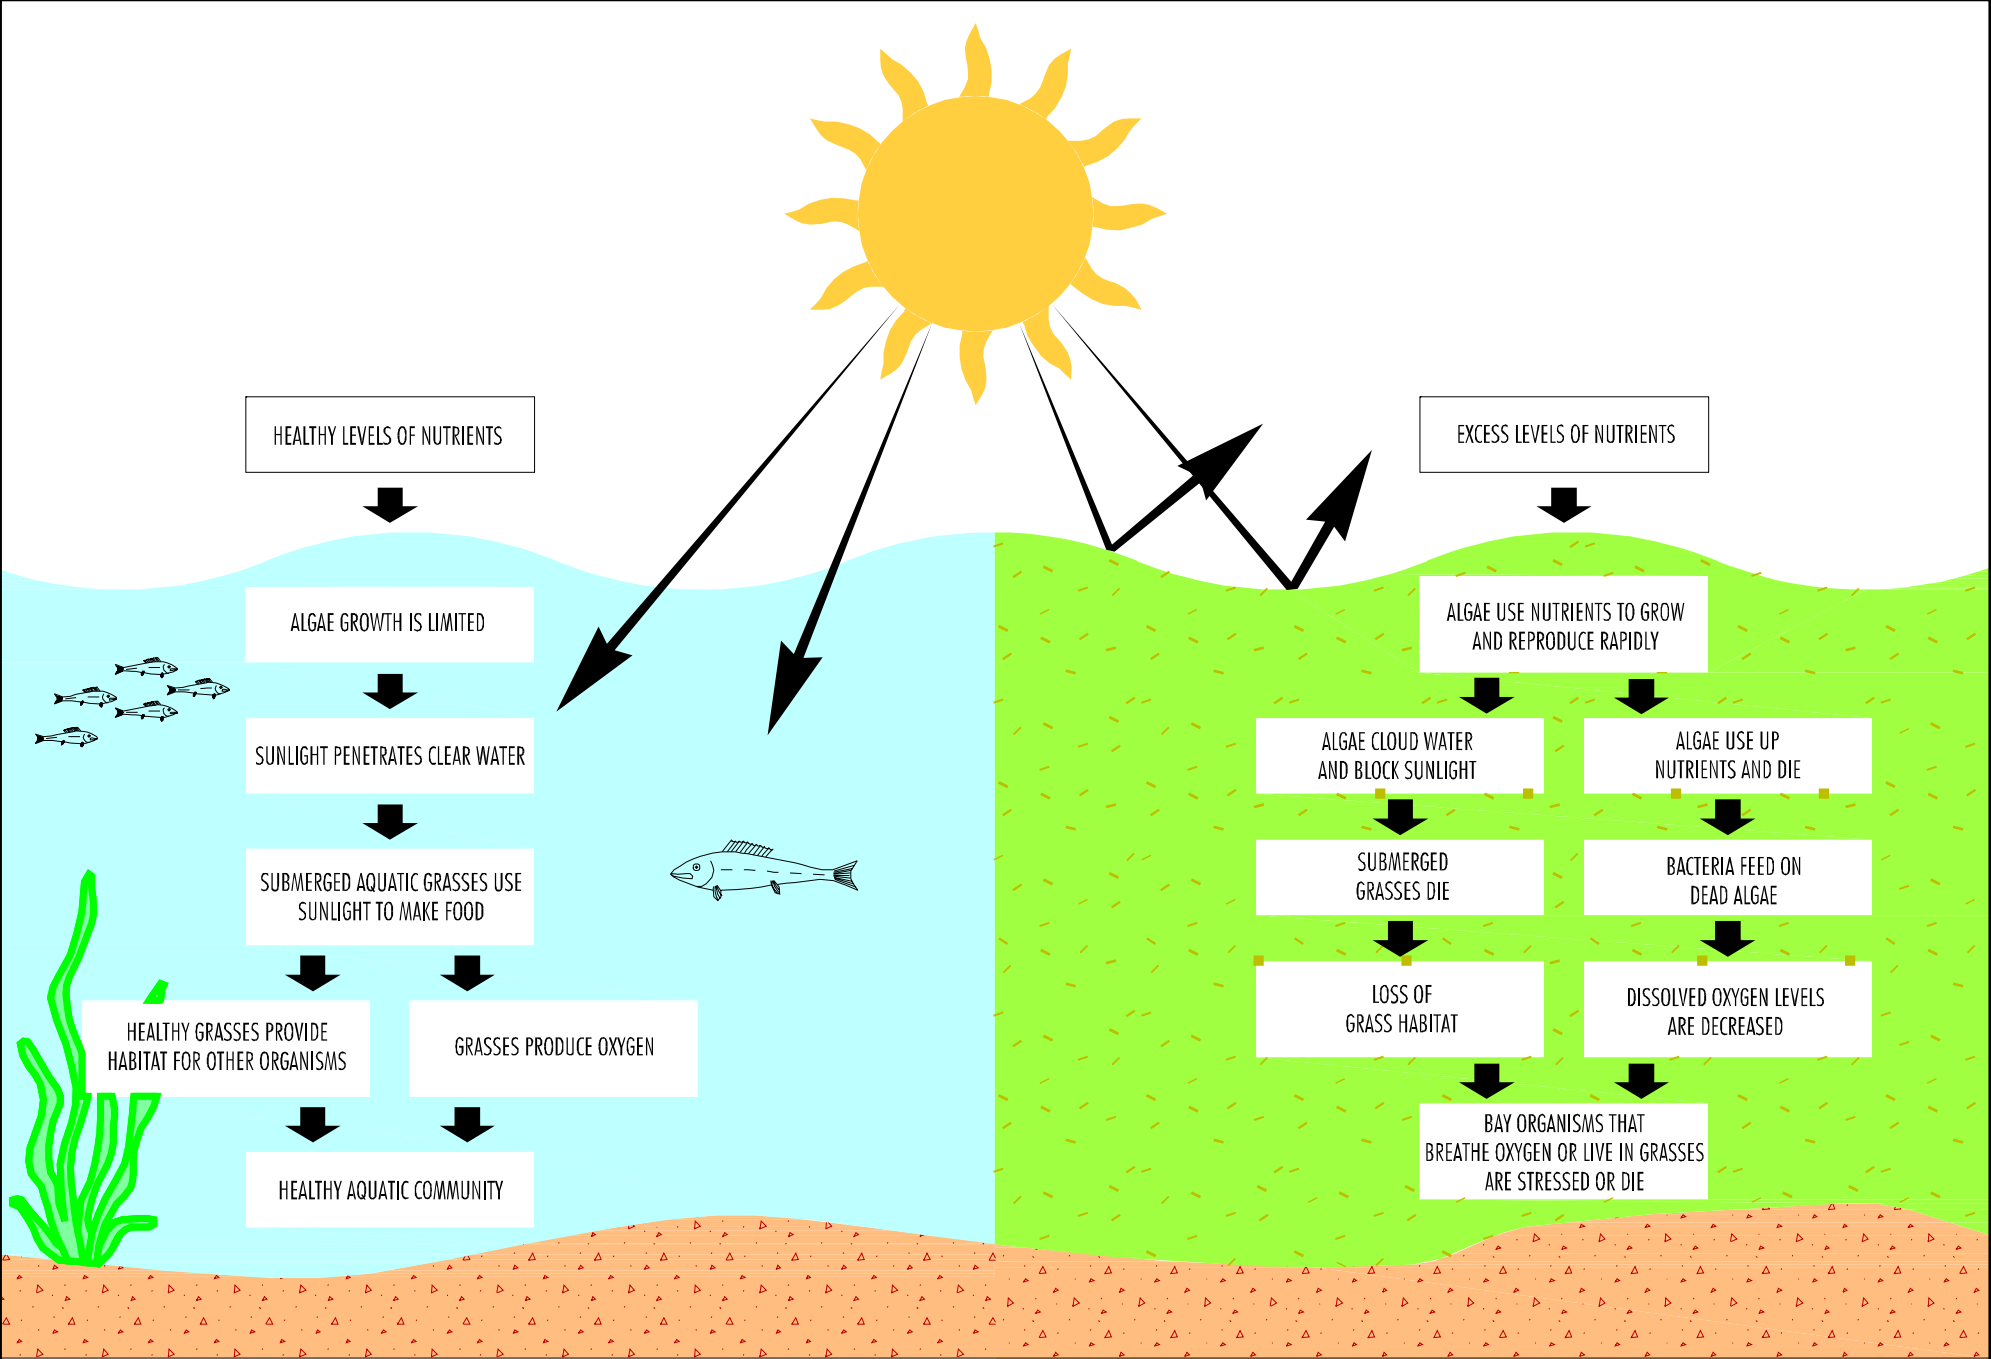 HEALTHY LEVELS OF NUTRIENTS
ALGAE GROWTH IS LIMITED
SUNLIGHT PENETRATES CLEAR WATER
SUBMERGED AQUATIC GRASSES USE
SUNLIGHT TO MAKE FOOD
HEALTHY GRASSES PROVIDE
HABITAT FOR OTHER ORGANISMS
GRASSES PRODUCE OXYGEN
HEALTHY AQUATIC COMMUNITY
EXCESS LEVELS OF NUTRIENTS
ALGAE USE NUTRIENTS TO GROW
AND REPRODUCE RAPIDLY
ALGAE CLOUD WATER
AND BLOCK SUNLIGHT
SUBMERGED
GRASSES DIE
LOSS OF
GRASS HABITAT
ALGAE USE UP
NUTRIENTS AND DIE
BACTERIA FEED ON
DEAD ALGAE
DISSOLVED OXYGEN LEVELS
ARE DECREASED
BAY ORGANISMS THAT
BREATHE OXYGEN OR LIVE IN GRASSES
ARE STRESSED OR DIE